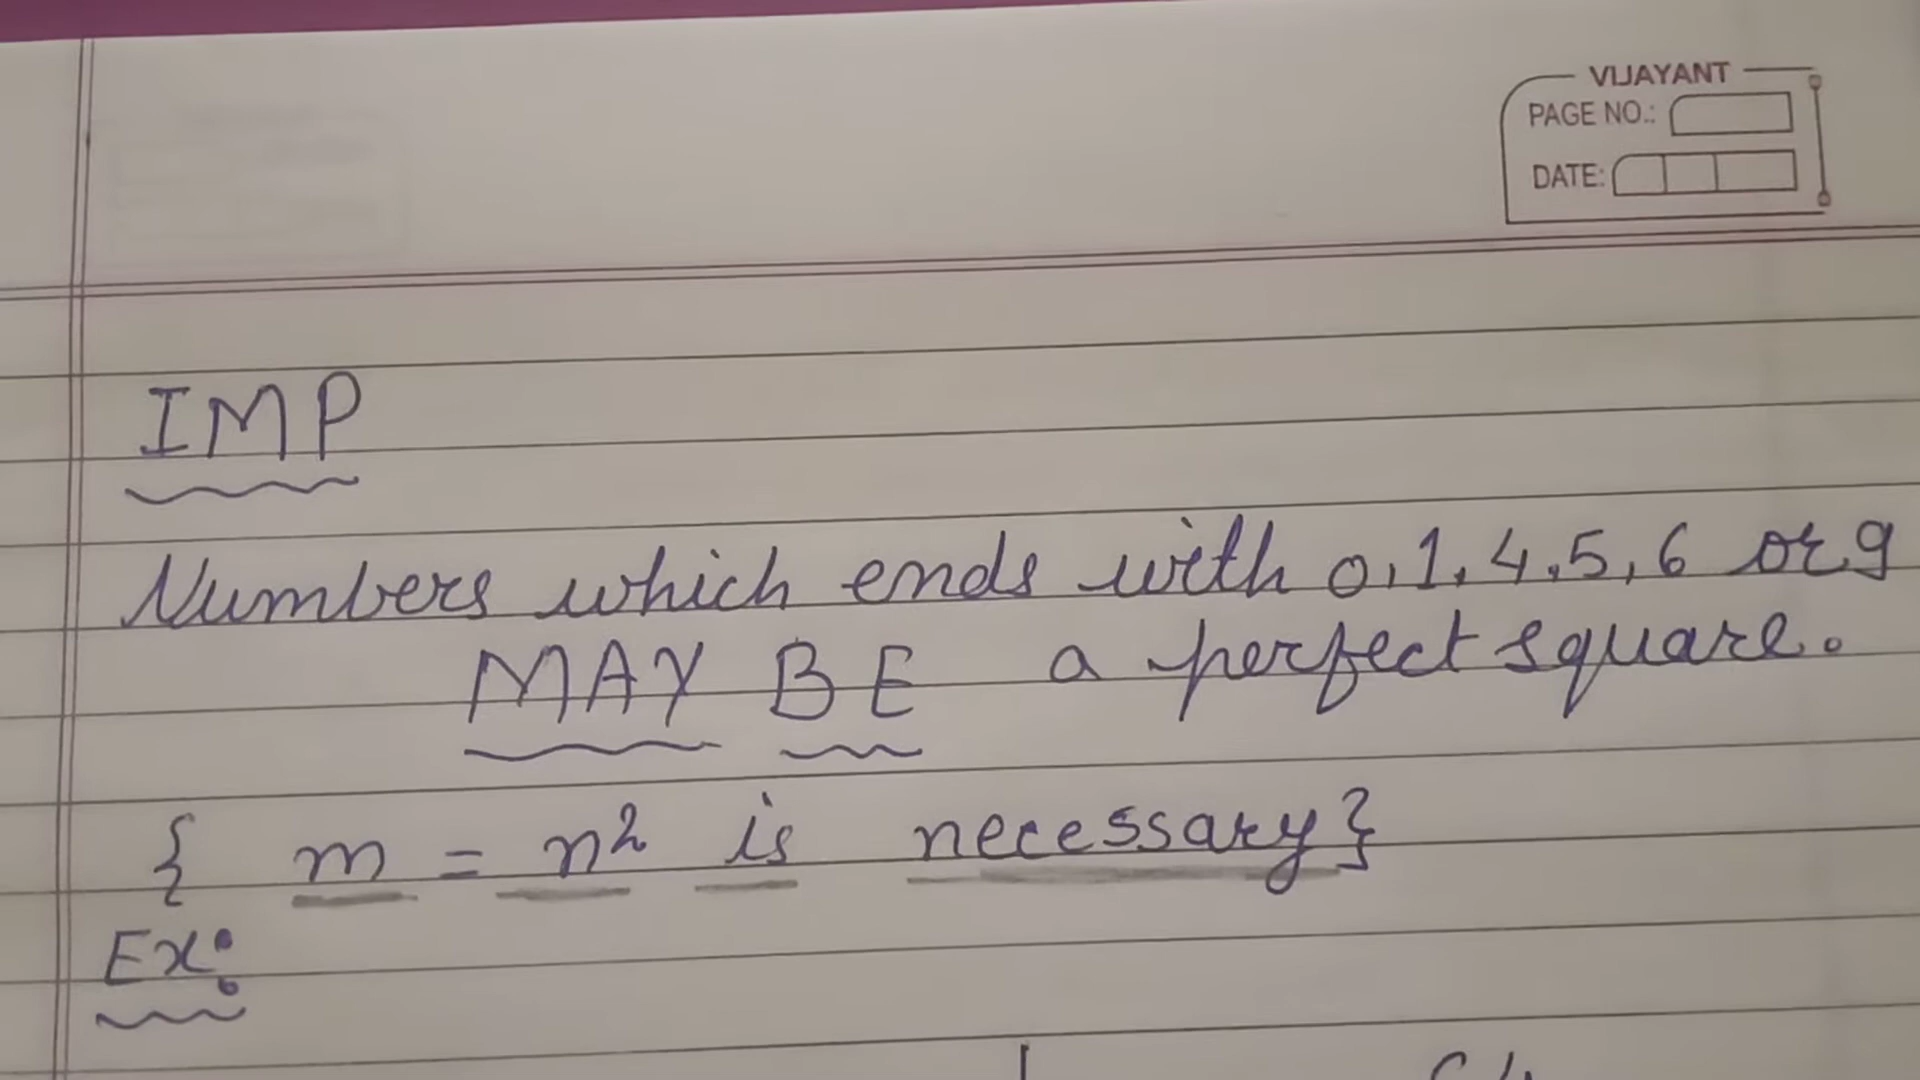 VIJAYANT
PAGE NO.:
DATE:
IMP
Numbers which ends with 0, 1, 4, 5, 6 or 9
MAY BE a perfect square.
{ m = n² is necessary}
Ex: